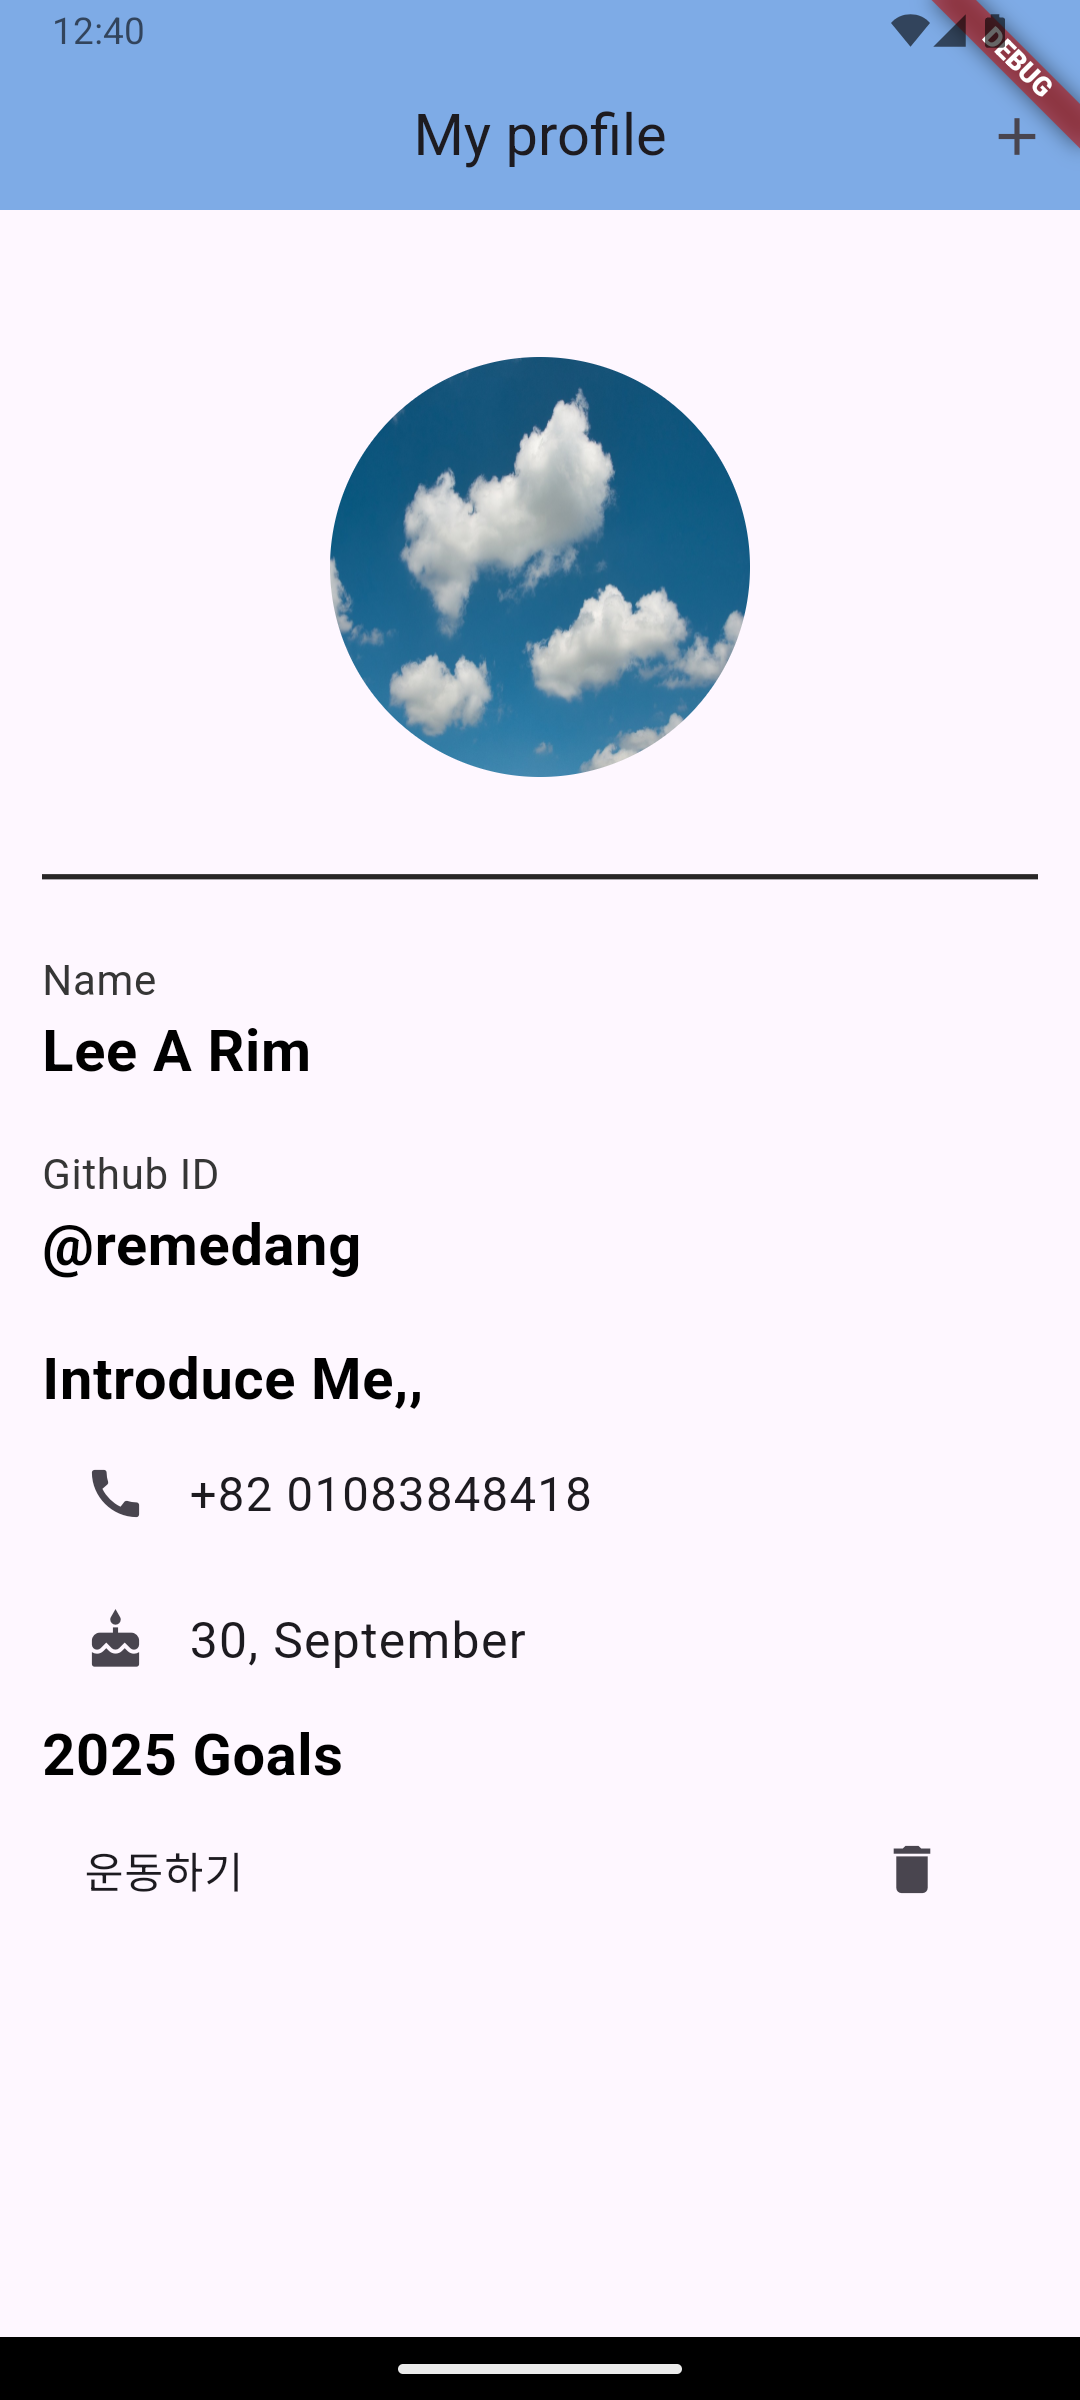 12:40
DEBUG
My profile
Name
Lee A Rim
Github ID
@remedang
Introduce Me,,
+82 01083848418
30, September
2025 Goals
운동하기